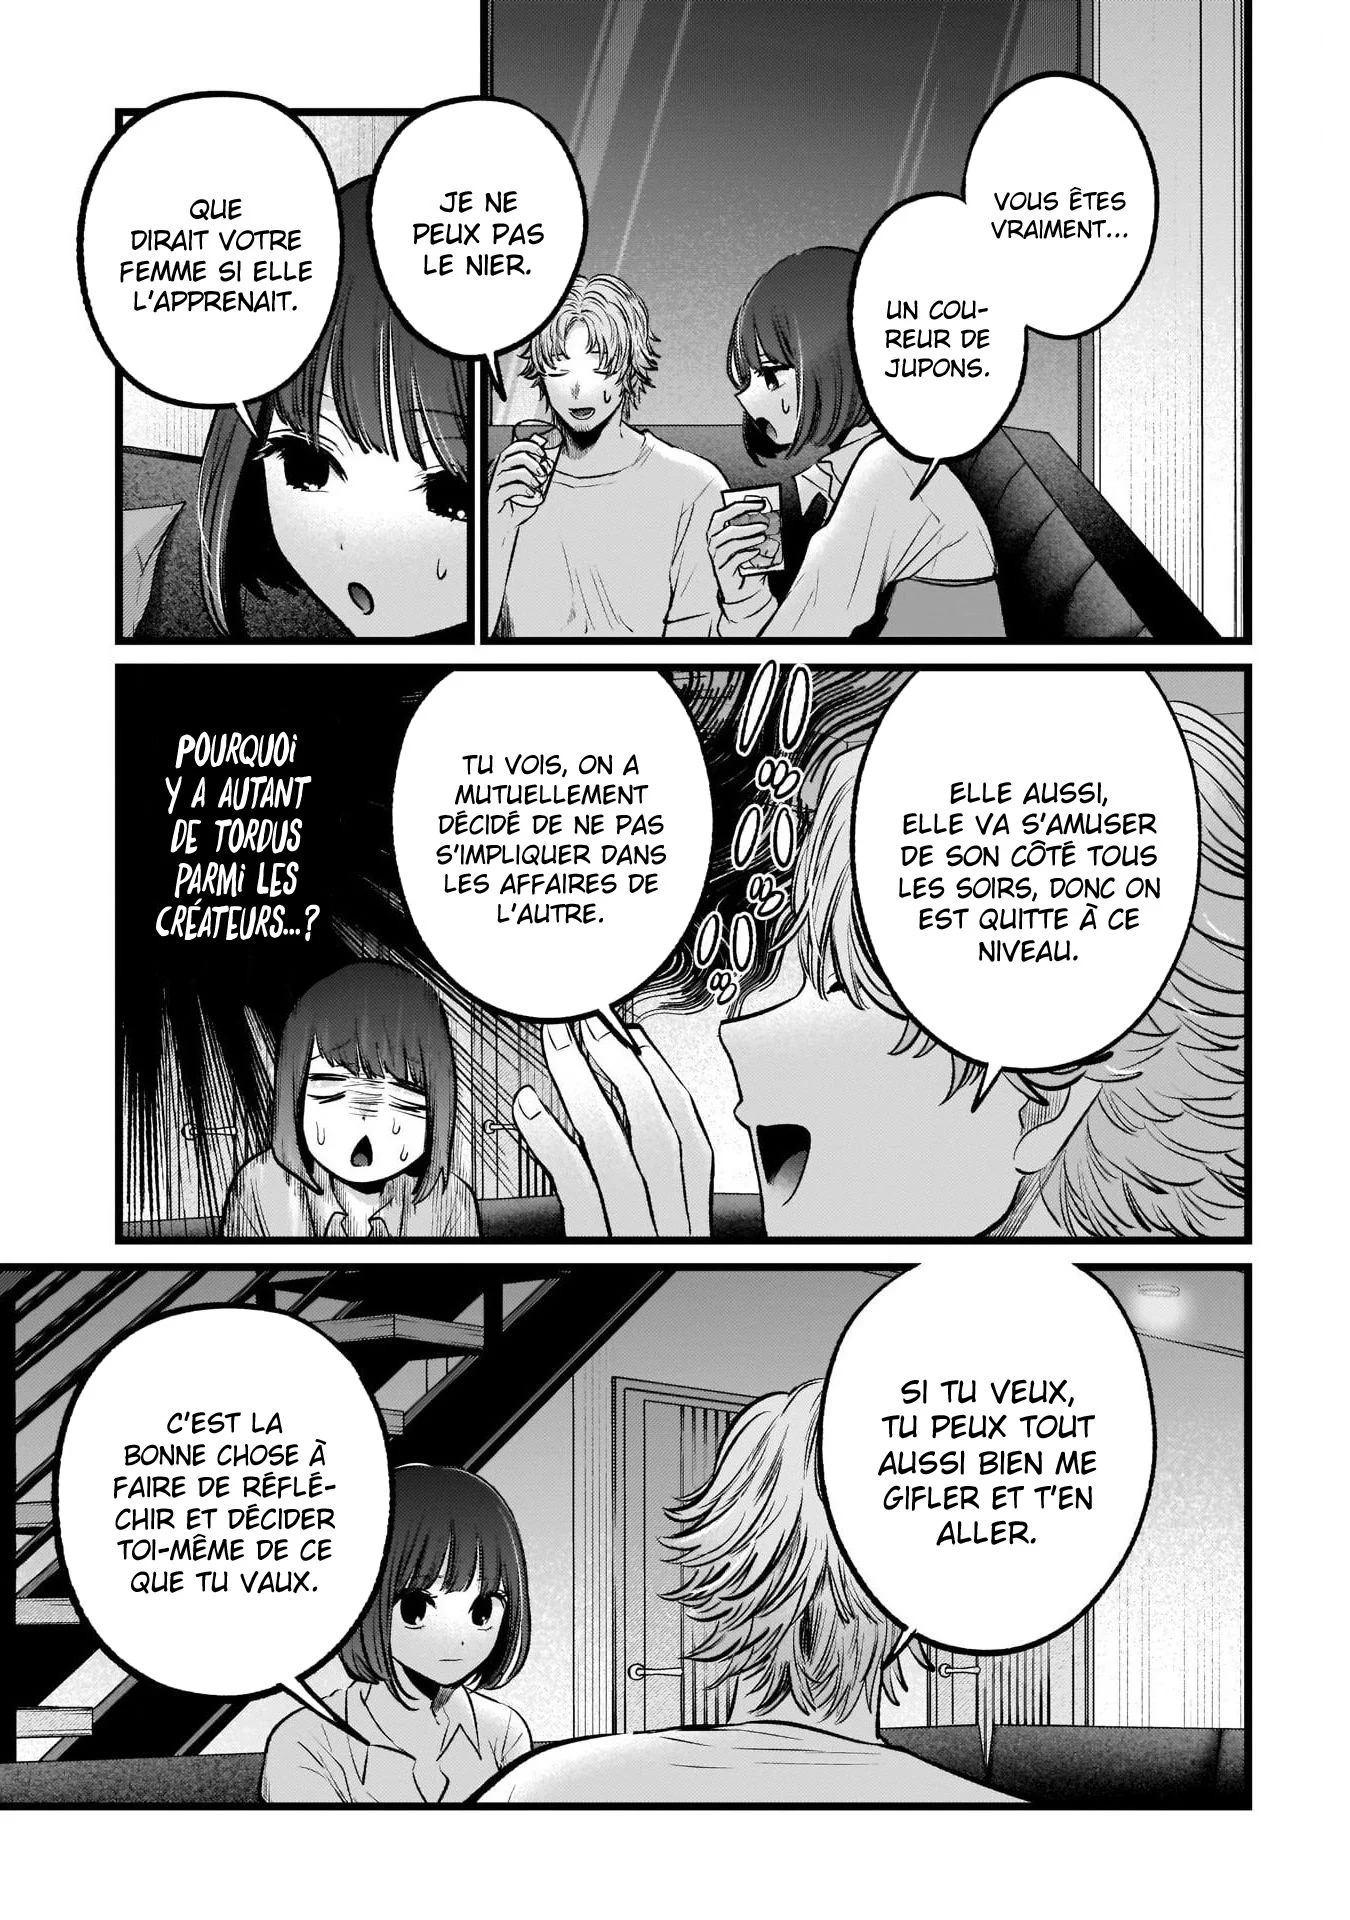 VOUS ÊTES
VRAIMENT...
UN COU-
REUR DE
JUPONS.
JE NE
PEUX PAS
LE NIER.
QUE
DIRAIT VOTRE
FEMME SI ELLE
L'APPRENAIT.
ELLE AUSSI,
ELLE VA S'AMUSER
DE SON CÔTÉ TOUS
LES SOIRS, DONC ON
EST QUITTE À CE
NIVEAU.
TU VOIS, ON A
MUTUELLEMENT
DÉCIDÉ DE NE PAS
S'IMPLIQUER DANS
LES AFFAIRES DE
L'AUTRE.
POURQUOI
Y A AUTANT
DE TORDUS
PARMI LES
CRÉATEURS...?
SI TU VEUX,
TU PEUX TOUT
AUSSI BIEN ME
GIFLER ET T'EN
ALLER.
C'EST LA
BONNE CHOSE À
FAIRE DE RÉFLÉ-
CHIR ET DÉCIDER
TOI-MÊME DE CE
QUE TU VAUX.